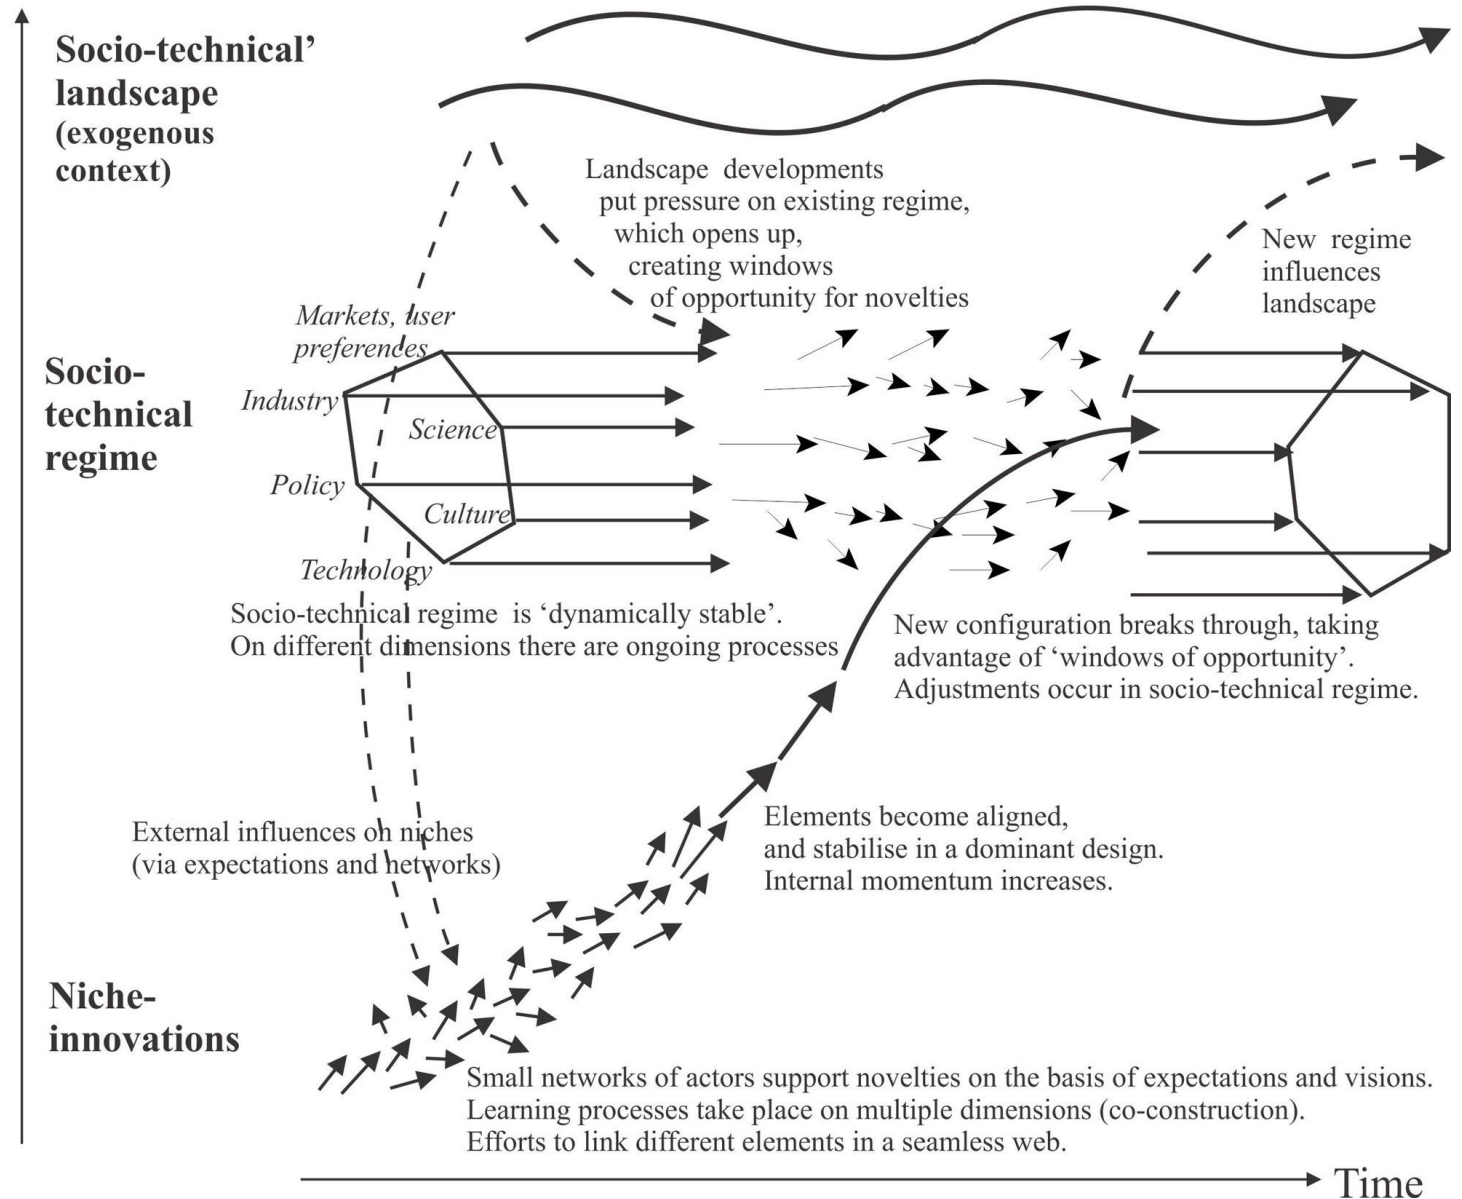 Socio-technical’
landscape
(exogenous
context)
Landscape developments
put pressure on existing regime,
which opens up,
creating windows
of opportunity for novelties
New regime
influences
landscape
Markets, user
preferences
Socio-
technical
regime
Industry
Science
Policy
Culture
Technology
Socio-technical regime is ‘dynamically stable’.
On different dimensions there are ongoing processes
New configuration breaks through, taking
advantage of ‘windows of opportunity’.
Adjustments occur in socio-technical regime.
External influences on niches
(via expectations and networks)
Elements become aligned,
and stabilise in a dominant design.
Internal momentum increases.
Niche-
innovations
Small networks of actors support novelties on the basis of expectations and visions.
Learning processes take place on multiple dimensions (co-construction).
Efforts to link different elements in a seamless web.
Time